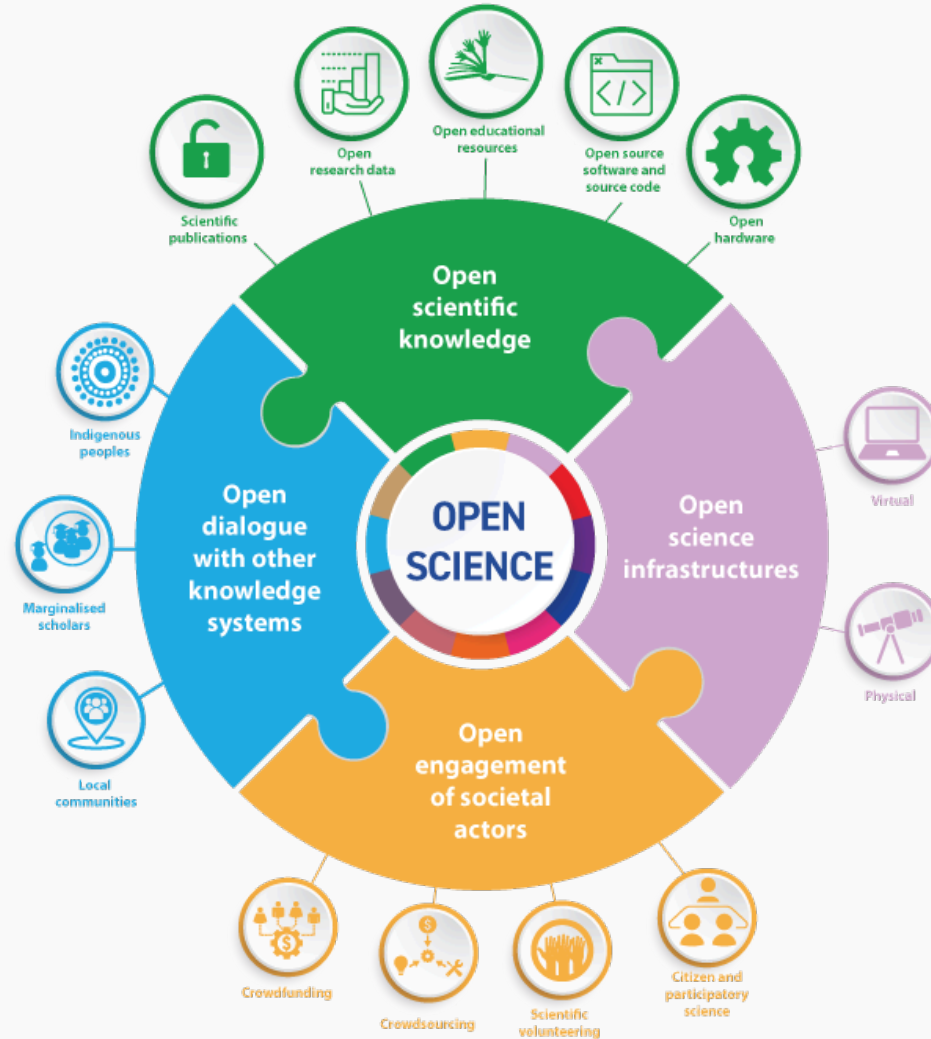 Open educational
resources
Open
research data
Open source
software and
source code
Scientific
publications
Open
hardware
Open
scientific
knowledge
Indigenous
peoples
Marginalised
scholars
Local
communities
Open
dialogue
with other
knowledge
systems
OPEN
SCIENCE
Open
science
infrastructures
Virtual
Physical
Open
engagement
of societal
actors
Crowdfunding
Crowdsourcing
Scientific
volunteering
Citizen and
participatory
science